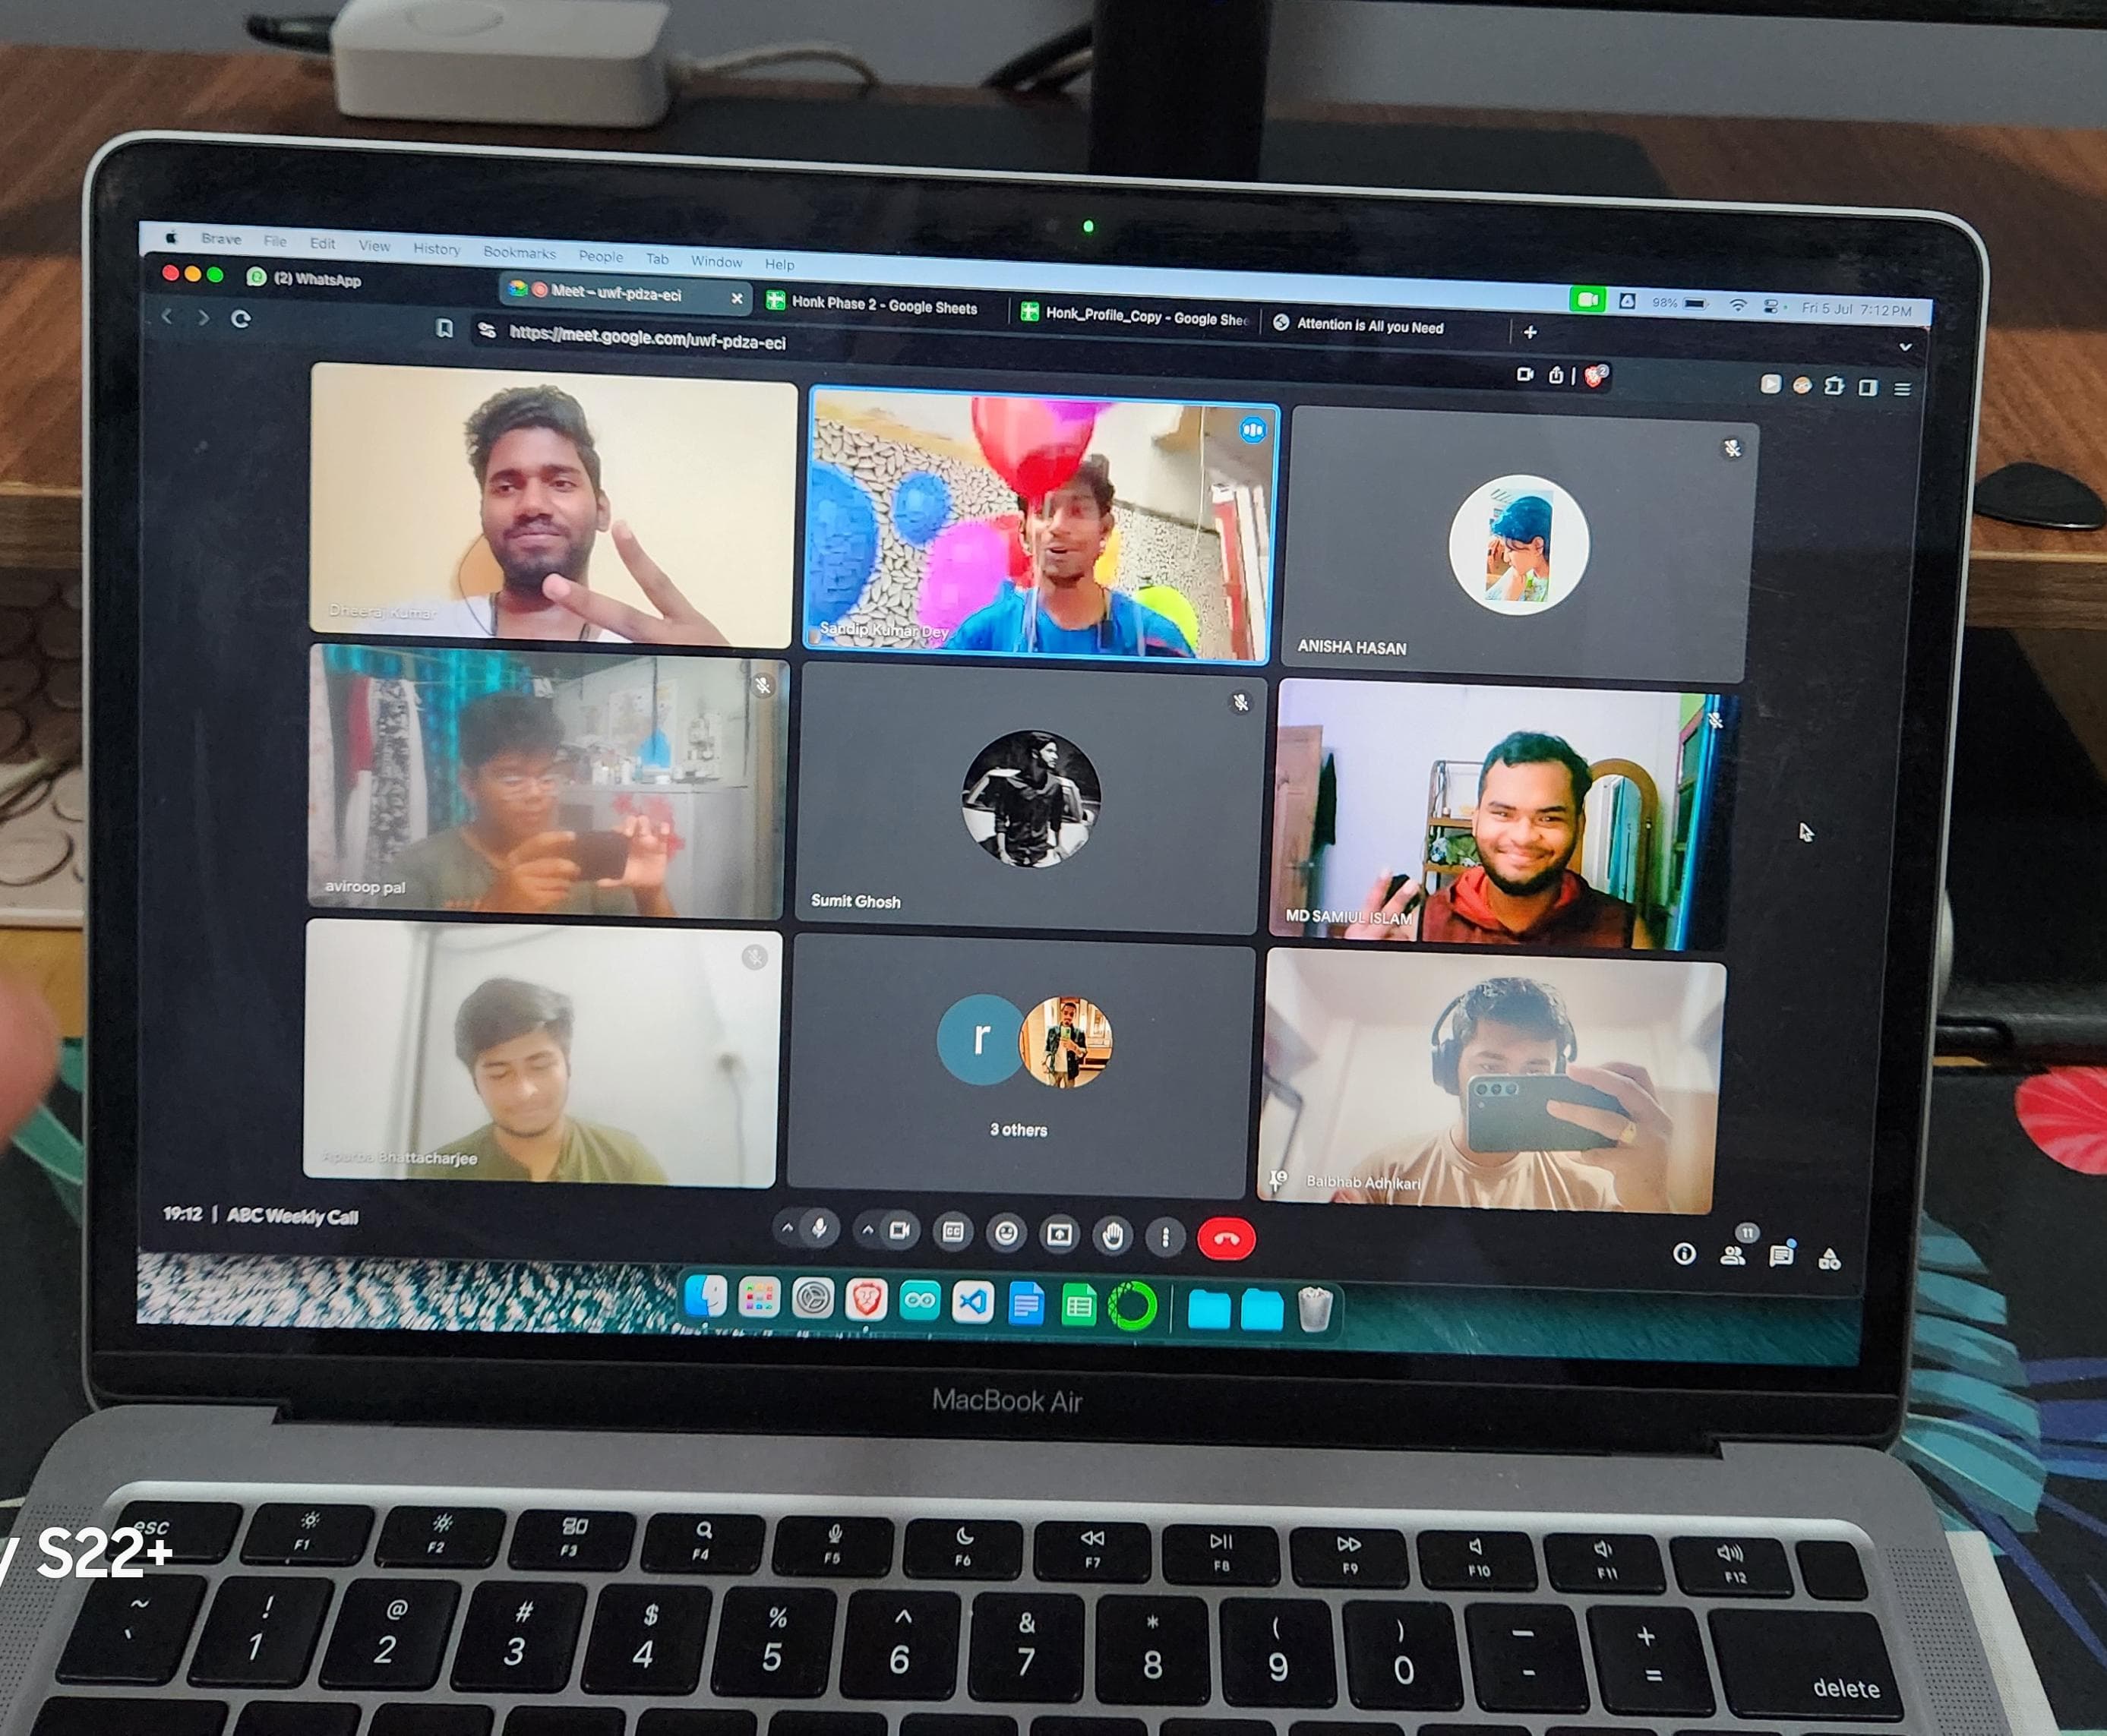 Brave File Edit View History Bookmarks People Tab Window Help
98% Fri 5 Jul 7:12 PM
(2) WhatsApp
Meet – uwf-pdza-eci
Honk Phase 2 - Google Sheets
Honk_Profile_Copy - Google Shee
Attention is All you Need
https://meet.google.com/uwf-pdza-eci
2
Dheeraj Kumar
Sandip Kumar Dey
ANISHA HASAN
aviroop pal
Sumit Ghosh
MD SAMIUL ISLAM
Apurba Bhattacharjee
r
3 others
Baibhab Adhikari
19:12 | ABC Weekly Call
CC
11
MacBook Air
y S22+
esc F1 F2 F3 F4 F5 F6 F7 F8 F9 F10 F11 F12
~ ! @ # $ % ^ & * ( ) — +
` 1 2 3 4 5 6 7 8 9 0 - =
delete